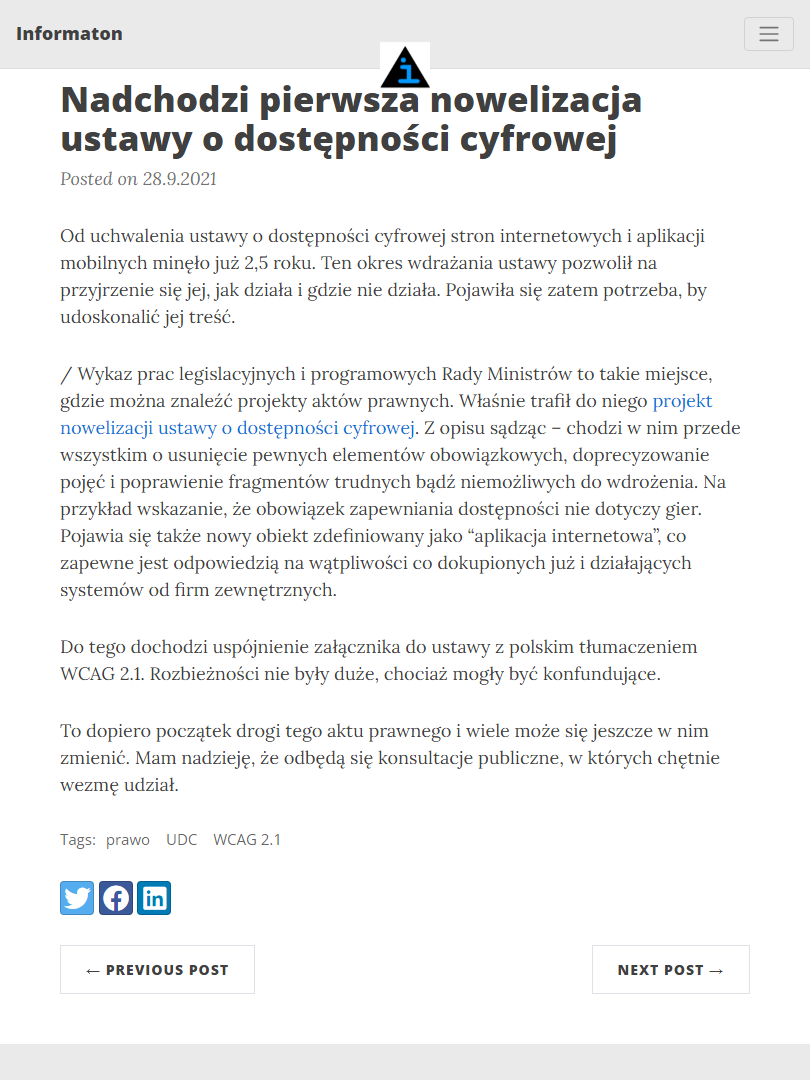 Informaton
i
Nadchodzi pierwsza nowelizacja
ustawy o dostępności cyfrowej
Posted on 28.9.2021
Od uchwalenia ustawy o dostępności cyfrowej stron internetowych i aplikacji
mobilnych minęło już 2,5 roku. Ten okres wdrażania ustawy pozwolił na
przyjrzenie się jej, jak działa i gdzie nie działa. Pojawiła się zatem potrzeba, by
udoskonalić jej treść.
/ Wykaz prac legislacyjnych i programowych Rady Ministrów to takie miejsce,
gdzie można znaleźć projekty aktów prawnych. Właśnie trafił do niego projekt
nowelizacji ustawy o dostępności cyfrowej. Z opisu sądząc – chodzi w nim przede
wszystkim o usunięcie pewnych elementów obowiązkowych, doprecyzowanie
pojęć i poprawienie fragmentów trudnych bądź niemożliwych do wdrożenia. Na
przykład wskazanie, że obowiązek zapewniania dostępności nie dotyczy gier.
Pojawia się także nowy obiekt zdefiniowany jako “aplikacja internetowa”, co
zapewne jest odpowiedzią na wątpliwości co dokupionych już i działających
systemów od firm zewnętrznych.
Do tego dochodzi uspójnienie załącznika do ustawy z polskim tłumaczeniem
WCAG 2.1. Rozbieżności nie były duże, chociaż mogły być konfundujące.
To dopiero początek drogi tego aktu prawnego i wiele może się jeszcze w nim
zmienić. Mam nadzieję, że odbędą się konsultacje publiczne, w których chętnie
wezmę udział.
Tags: prawo UDC WCAG 2.1
← PREVIOUS POST
NEXT POST →